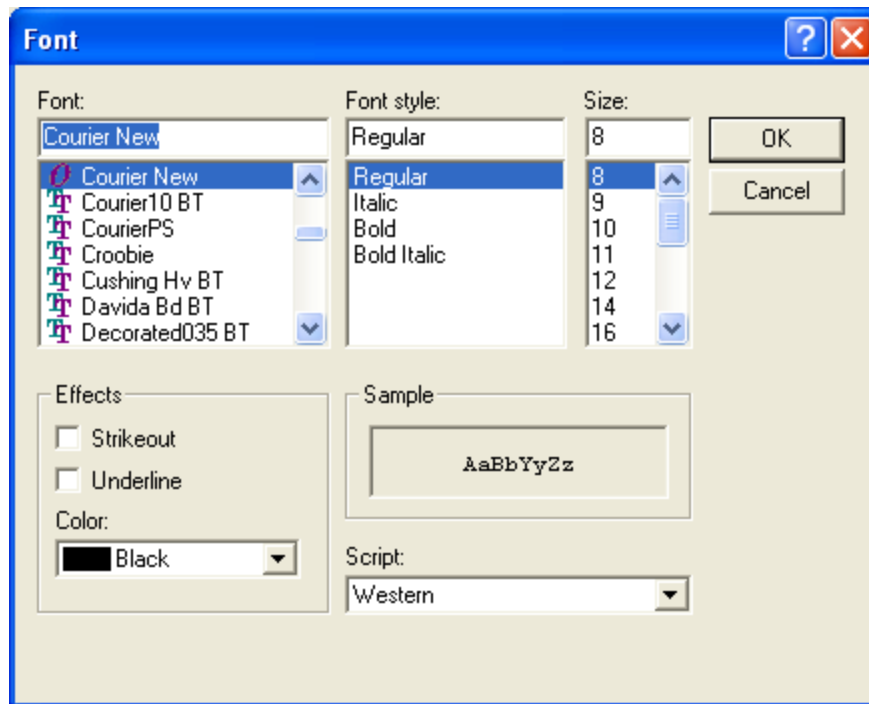 Font
Font: Font style: Size:
Courier New Regular 8 OK
Courier New Regular 8 Cancel
Courier10 BT Italic 9
CourierPS Bold 10
Croobie Bold Italic 11
Cushing Hv BT 12
Davida Bd BT 14
Decorated035 BT 16
Effects Sample
Strikeout
AaBbYyZz
Underline
Color:
Black
Script:
Western